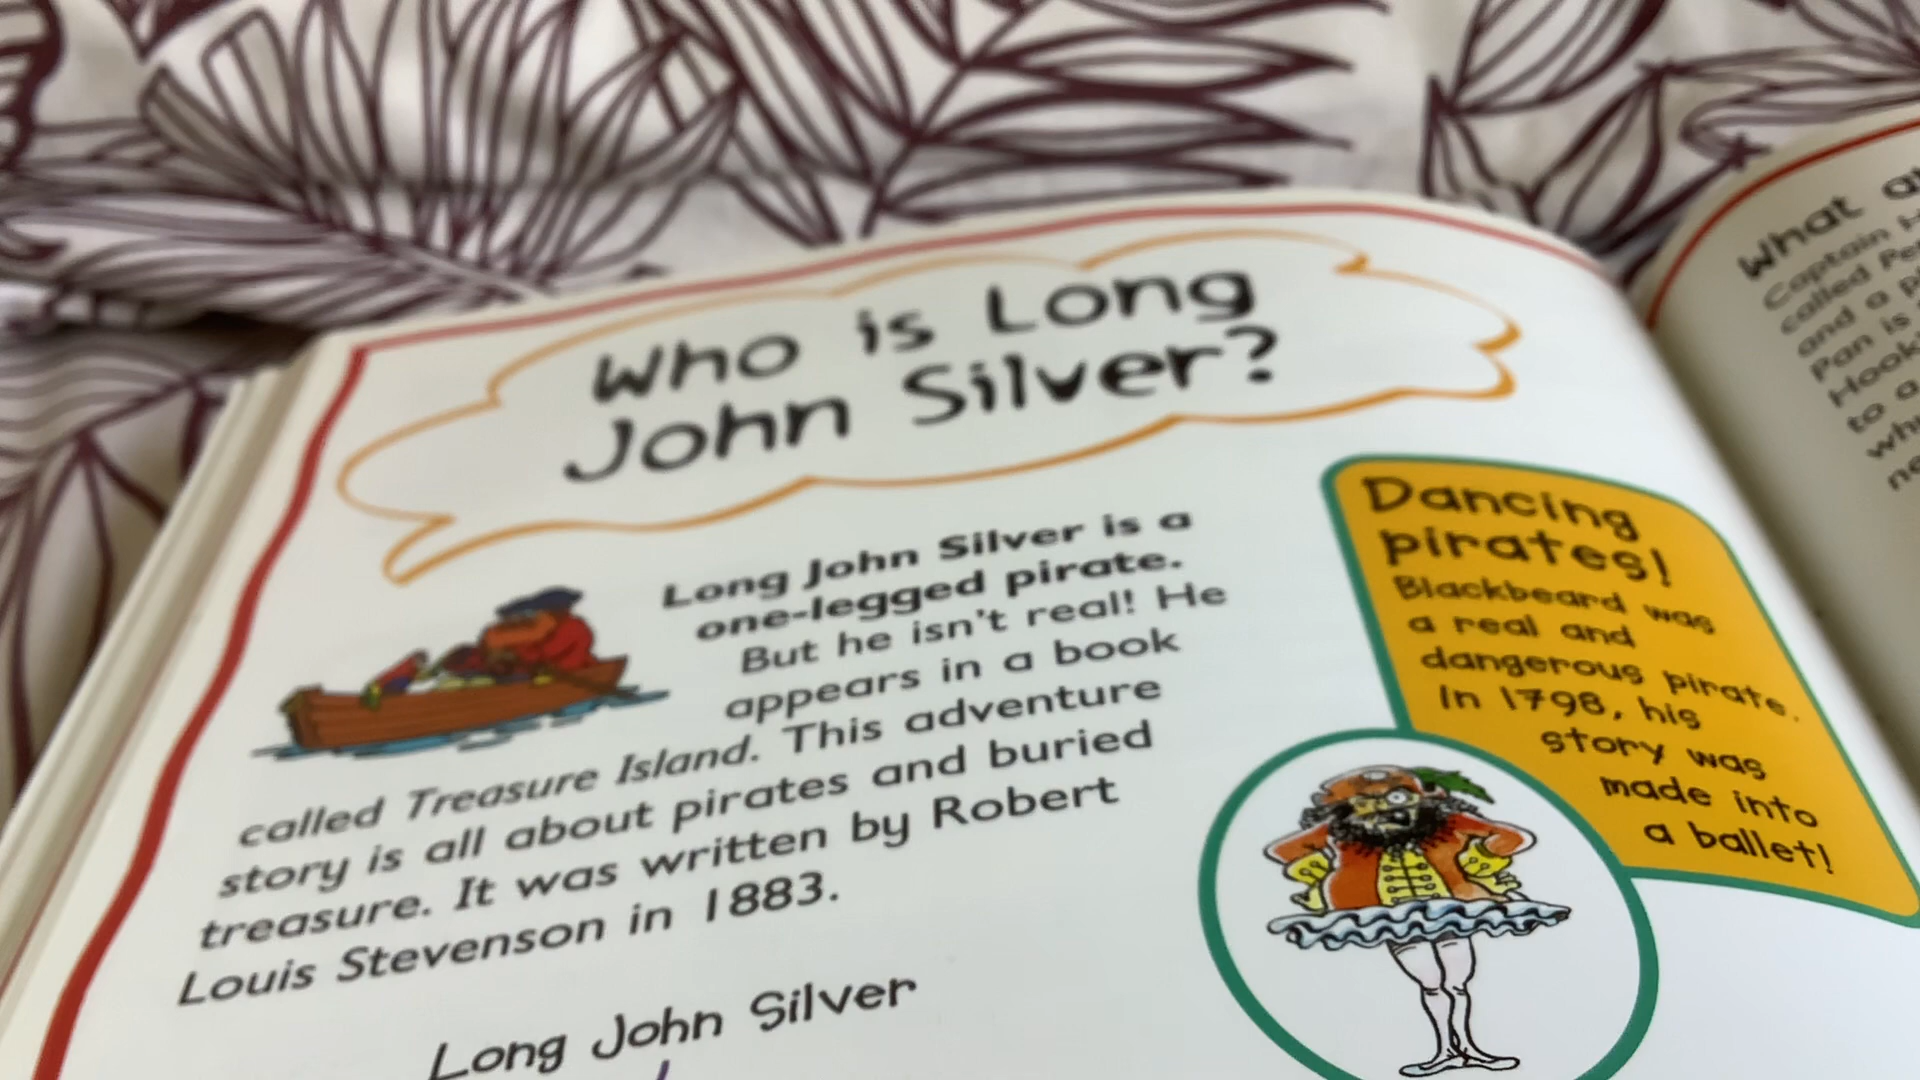 Who is Long
John Silver?
Long John Silver is a
one-legged pirate.
But he isn't real! He
appears in a book
called Treasure Island. This adventure
story is all about pirates and buried
treasure. It was written by Robert
Louis Stevenson in 1883.
Long John Silver
Dancing
pirates!
Blackbeard was
a real and
dangerous pirate.
In 1798, his
story was
made into
a ballet!
What
Captain
called
and a
Pan is
Hook
to a